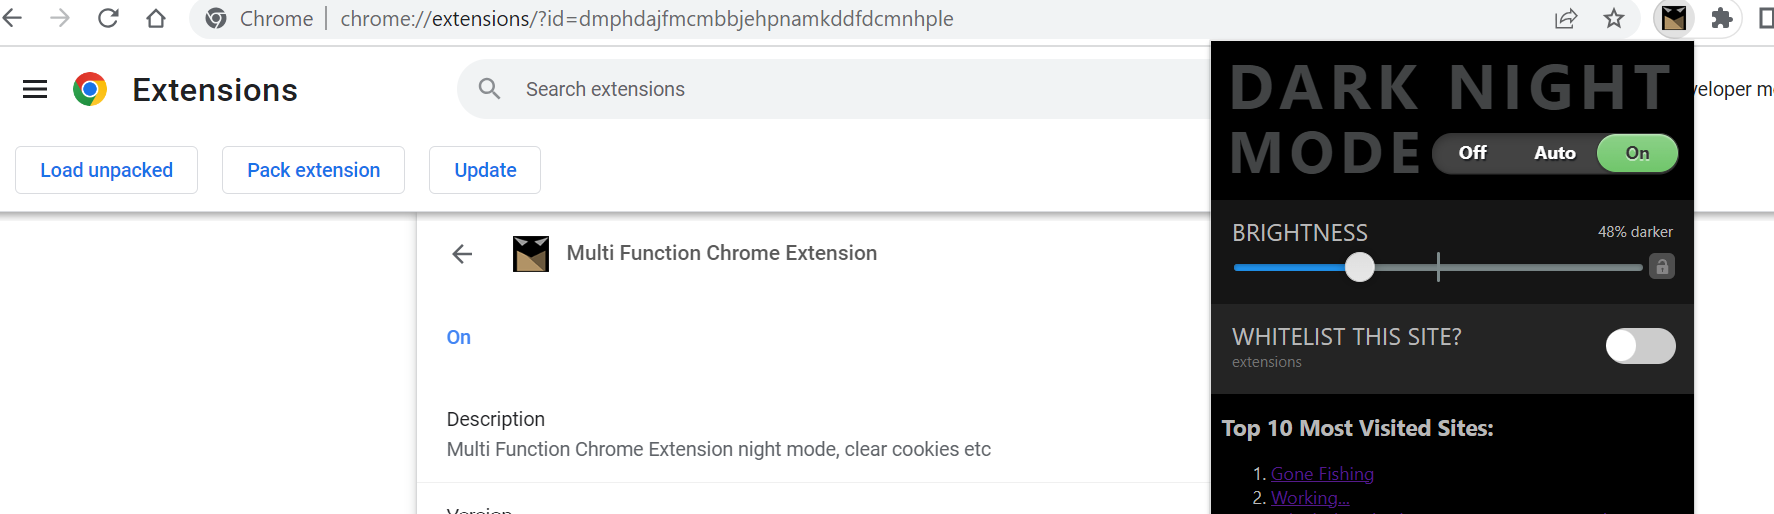 Chrome
chrome://extensions/?id=dmphdajfmcmbbjehpnamkddfdcmnhple
Extensions
Search extensions
Load unpacked
Pack extension
Update
Multi Function Chrome Extension
On
Description
Multi Function Chrome Extension night mode, clear cookies etc
Version
DARK NIGHT
MODE
Off
Auto
On
BRIGHTNESS
48% darker
WHITELIST THIS SITE?
extensions
Top 10 Most Visited Sites:
1. Gone Fishing
2. Working...